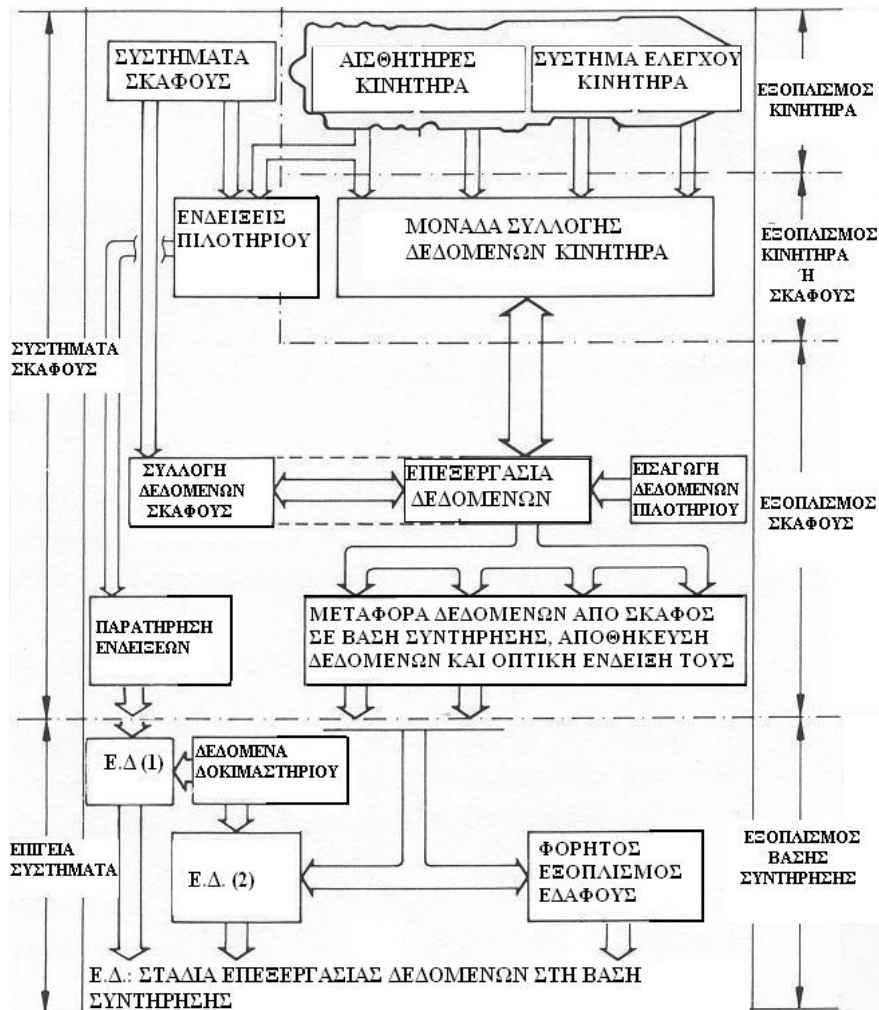 ΣΥΣΤΗΜΑΤΑ
ΣΚΑΦΟΥΣ
ΑΙΣΘΗΤΗΡΕΣ
ΚΙΝΗΤΗΡΑ
ΣΥΣΤΗΜΑ ΕΛΕΓΧΟΥ
ΚΙΝΗΤΗΡΑ
ΕΞΟΠΛΙΣΜΟΣ
ΚΙΝΗΤΗΡΑ
ΕΝΔΕΙΞΕΙΣ
ΠΙΛΟΤΗΡΙΟΥ
ΜΟΝΑΔΑ ΣΥΛΛΟΓΗΣ
ΔΕΔΟΜΕΝΩΝ ΚΙΝΗΤΗΡΑ
ΕΞΟΠΛΙΣΜΟΣ
ΚΙΝΗΤΗΡΑ
Ή
ΣΚΑΦΟΥΣ
ΣΥΣΤΗΜΑΤΑ
ΣΚΑΦΟΥΣ
ΣΥΛΛΟΓΗ
ΔΕΔΟΜΕΝΩΝ
ΣΚΑΦΟΥΣ
ΕΠΕΞΕΡΓΑΣΙΑ
ΔΕΔΟΜΕΝΩΝ
ΕΙΣΑΓΩΓΗ
ΔΕΔΟΜΕΝΩΝ
ΠΙΛΟΤΗΡΙΟΥ
ΕΞΟΠΛΙΣΜΟΣ
ΣΚΑΦΟΥΣ
ΠΑΡΑΤΗΡΗΣΗ
ΕΝΔΕΙΞΕΩΝ
ΜΕΤΑΦΟΡΑ ΔΕΔΟΜΕΝΩΝ ΑΠΟ ΣΚΑΦΟΣ
ΣΕ ΒΑΣΗ ΣΥΝΤΗΡΗΣΗΣ, ΑΠΟΘΗΚΕΥΣΗ
ΔΕΔΟΜΕΝΩΝ ΚΑΙ ΟΠΤΙΚΗ ΕΝΔΕΙΞΗ ΤΟΥΣ
Ε.Δ (1)
ΔΕΔΟΜΕΝΑ
ΔΟΚΙΜΑΣΤΗΡΙΟΥ
ΕΠΙΓΕΙΑ
ΣΥΣΤΗΜΑΤΑ
Ε.Δ. (2)
ΦΟΡΗΤΟΣ
ΕΞΟΠΛΙΣΜΟΣ
ΕΔΑΦΟΥΣ
ΕΞΟΠΛΙΣΜΟΣ
ΒΑΣΗΣ
ΣΥΝΤΗΡΗΣΗΣ
Ε.Δ.: ΣΤΑΔΙΑ ΕΠΕΞΕΡΓΑΣΙΑΣ ΔΕΔΟΜΕΝΩΝ ΣΤΗ ΒΑΣΗ
ΣΥΝΤΗΡΗΣΗΣ